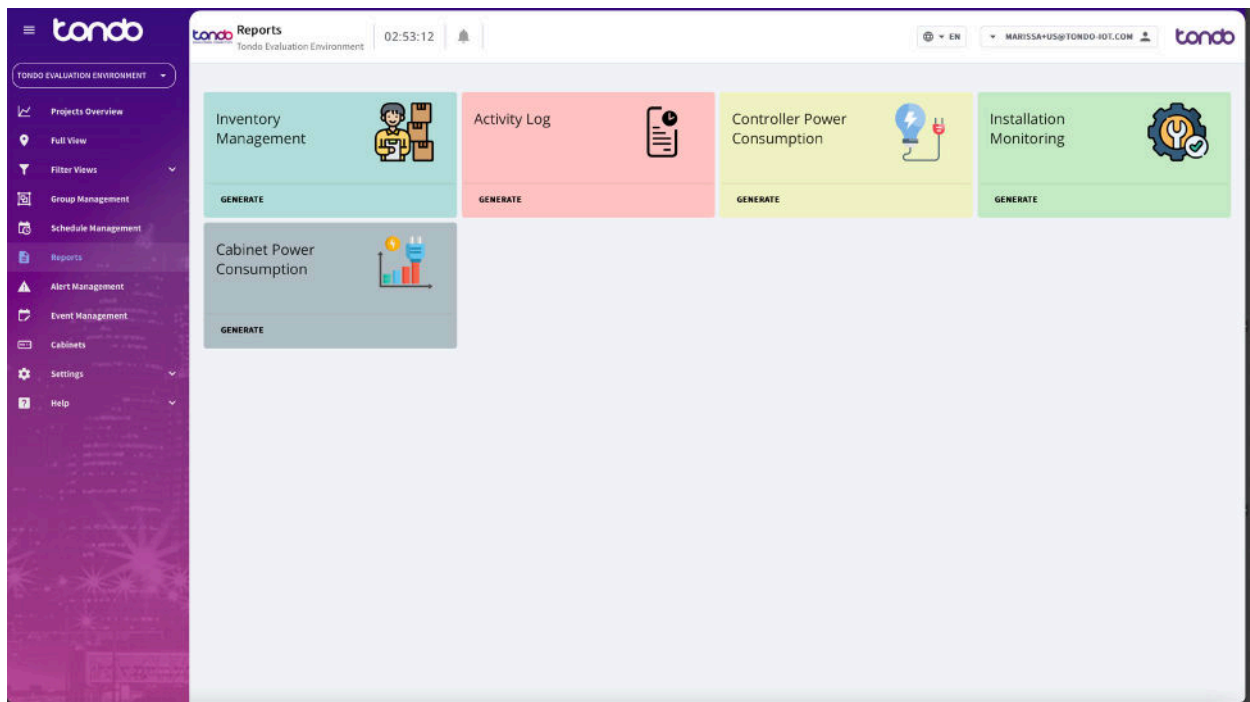 tondo
TONDO EVALUATION ENVIRONMENT
Projects Overview
Full View
Filter Views
Group Management
Schedule Management
Reports
Alert Management
Event Management
Cabinets
Settings
? Help
tondo
Reports
Tondo Evaluation Environment
02:53:12
EN
MARISSA+US@TONDO-IOT.COM
tondo
Inventory
Management
GENERATE
Activity Log
GENERATE
Controller Power
Consumption
GENERATE
Installation
Monitoring
GENERATE
Cabinet Power
Consumption
GENERATE